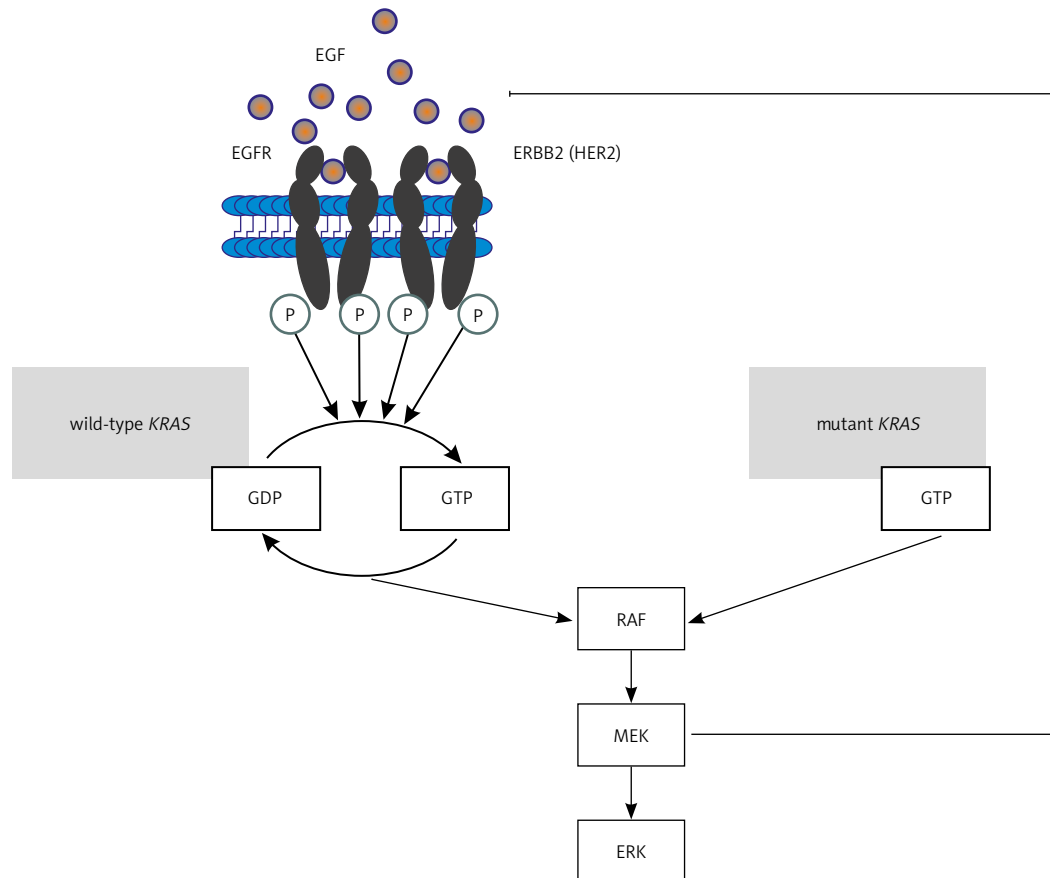 EGF
EGFR
ERBB2 (HER2)
P
P
P
P
wild-type KRAS
mutant KRAS
GDP
GTP
GTP
RAF
MEK
ERK